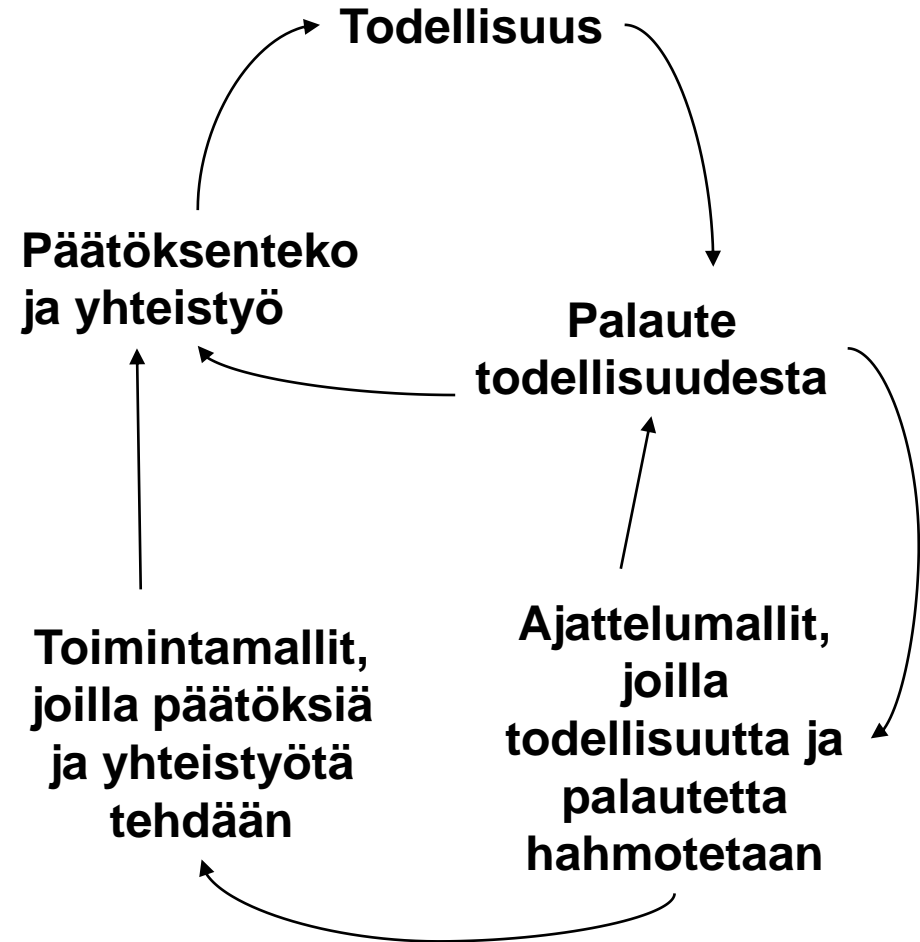 Todellisuus
Päätöksenteko
ja yhteistyö
Palaute
todellisuudesta
Toimintamallit,
joilla päätöksiä
ja yhteistyötä
tehdään
Ajattelumallit,
joilla
todellisuutta ja
palautetta
hahmotetaan